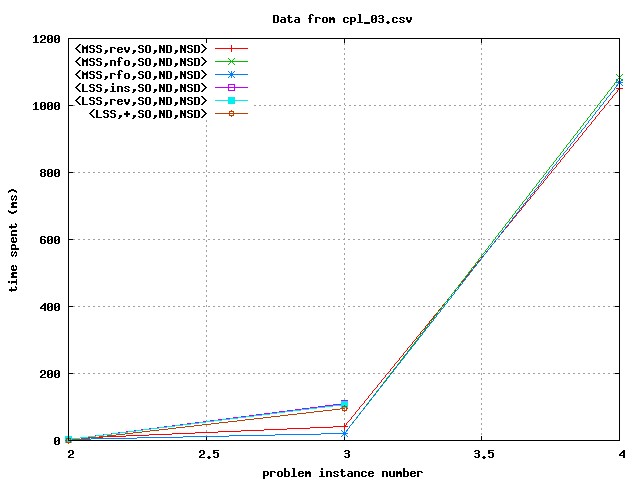 Data from cpl_03.csv
1200
1000
800
600
400
200
0
time spent (ms)
<MSS,rev,SO,ND,NSD>
<MSS,nfo,SO,ND,NSD>
<MSS,rfo,SO,ND,NSD>
<LSS,ins,SO,ND,NSD>
<LSS,rev,SO,ND,NSD>
<LSS,+,SO,ND,NSD>
2 2.5 3 3.5 4
problem instance number